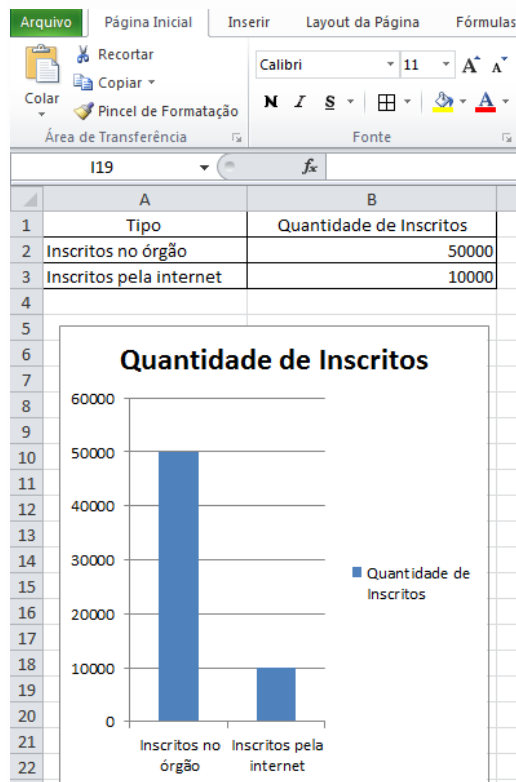 Arquivo Página Inicial Inserir Layout da Página Fórmulas
Recortar
Copiar
Colar
Pincel de Formatação
Área de Transferência
Calibri 11 A A
N I S A
Fonte
I19 fx
A B
1 Tipo Quantidade de Inscritos
2 Inscritos no órgão 50000
3 Inscritos pela internet 10000
4
5
6
7
8
9
10
11
12
13
14
15
16
17
18
19
20
21
22
Quantidade de Inscritos
60000
50000
40000
30000
20000
10000
0
Inscritos no órgão
Inscritos pela internet
Quantidade de
Inscritos